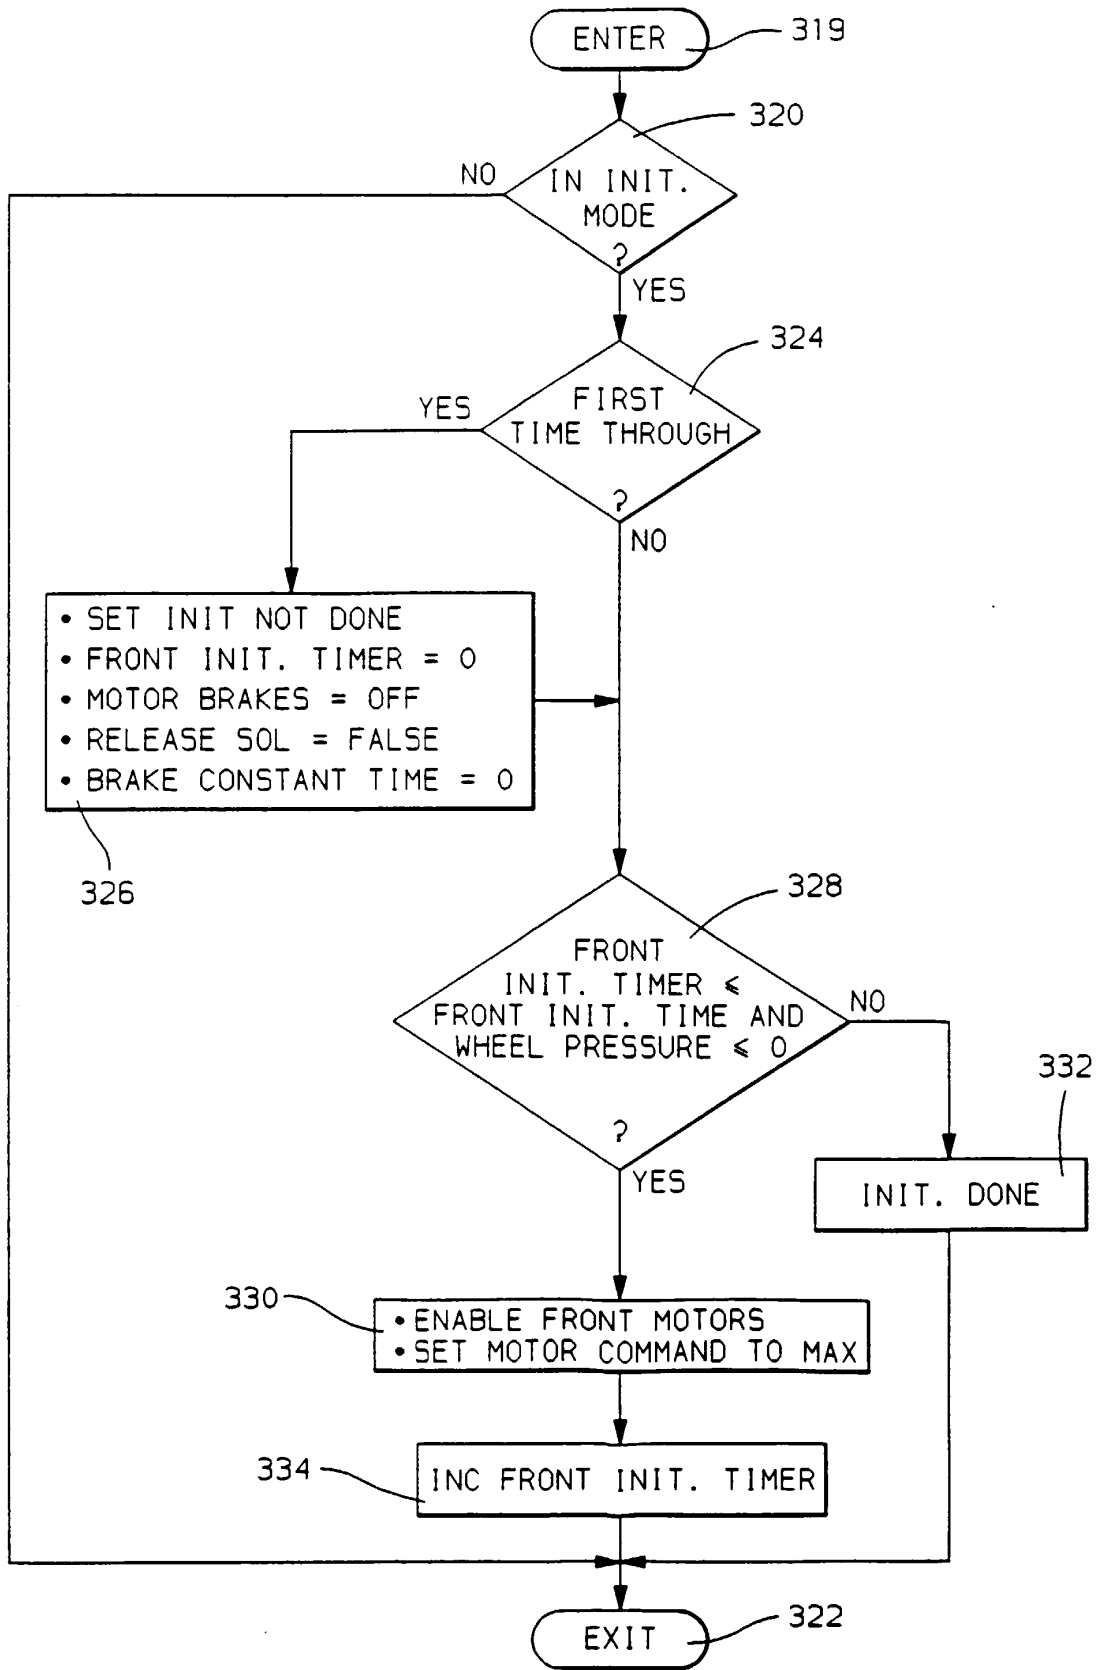 ENTER
319
320
NO
IN INIT.
MODE
?
YES
324
YES
FIRST
TIME THROUGH
?
NO
• SET INIT NOT DONE
• FRONT INIT. TIMER = 0
• MOTOR BRAKES = OFF
• RELEASE SOL = FALSE
• BRAKE CONSTANT TIME = 0
326
328
FRONT
INIT. TIMER ⩽
FRONT INIT. TIME AND
WHEEL PRESSURE ⩽ 0
?
NO
YES
332
INIT. DONE
330
• ENABLE FRONT MOTORS
• SET MOTOR COMMAND TO MAX
334
INC FRONT INIT. TIMER
EXIT
322